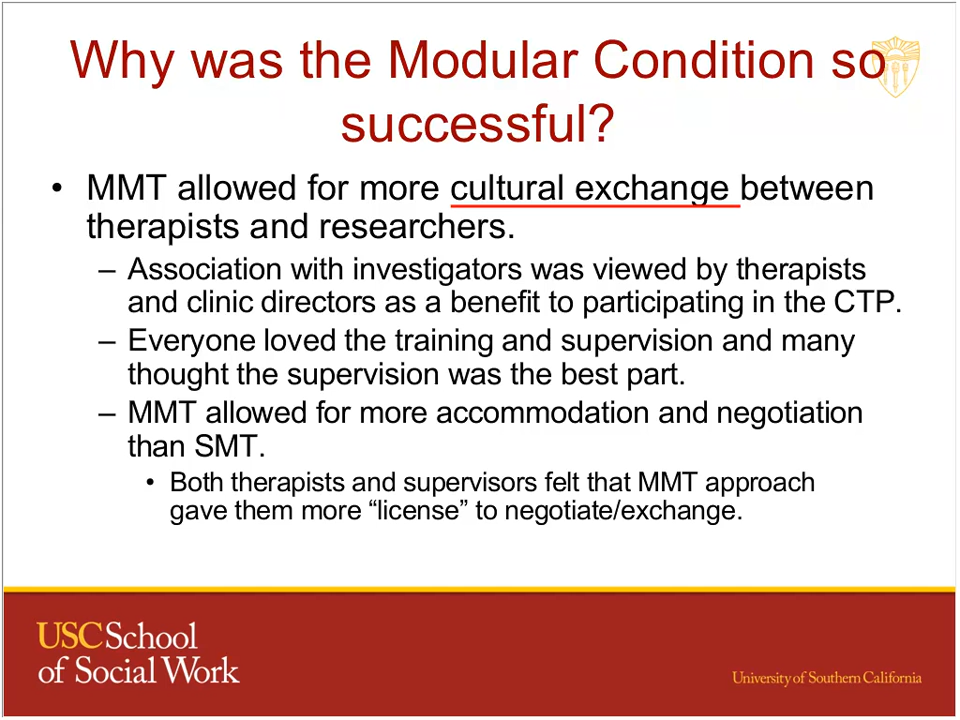 Why was the Modular Condition so
successful?
• MMT allowed for more cultural exchange between
therapists and researchers.
– Association with investigators was viewed by therapists
and clinic directors as a benefit to participating in the CTP.
– Everyone loved the training and supervision and many
thought the supervision was the best part.
– MMT allowed for more accommodation and negotiation
than SMT.
• Both therapists and supervisors felt that MMT approach
gave them more “license” to negotiate/exchange.
USC School
of Social Work
University of Southern California